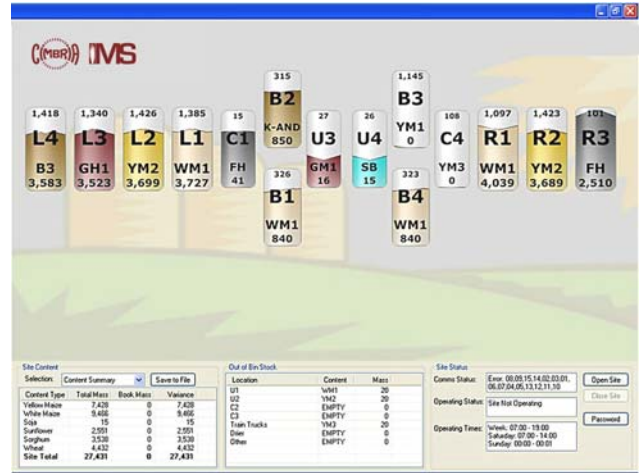 CIMBRIA IMS
315
1,145
B2
B3
1,418
1,340
1,426
1,385
15
K-AND
27
26
YM1
108
1,097
1,423
101
850
0
L4
L3
L2
L1
C1
U3
U4
C4
R1
R2
R3
B3
GH1
YM2
WM1
FH
326
GM1
SB
323
YM3
WM1
YM2
FH
3,583
3,523
3,699
3,727
41
B1
16
15
B4
0
4,039
3,689
2,510
WM1
WM1
840
840
Site Content
Selection: Content Summary Save to File
Content Type Total Mass Book Mass Variance
Yellow Maize 7,428 0 7,428
White Maize 9,466 0 9,466
Soja 15 0 15
Sunflower 2,551 0 2,551
Sorghum 3,538 0 3,538
Wheat 4,432 0 4,432
Site Total 27,431 0 27,431
Out of Bin Stock
Location Content Mass
U1 WM1 20
U2 YM2 20
C2 EMPTY 0
C3 EMPTY 0
Train Trucks YM3 20
Drier EMPTY 0
Other EMPTY 0
Site Status
Comms Status: Error. 08,09,15,14,02,03,01, 06,07,04,05,13,12,11,10
Open Site
Close Site
Operating Status: Site Not Operating
Password
Operating Times: Week: 07:00 - 19:00
Saturday: 07:00 - 14:00
Sunday: 00:00 - 00:01